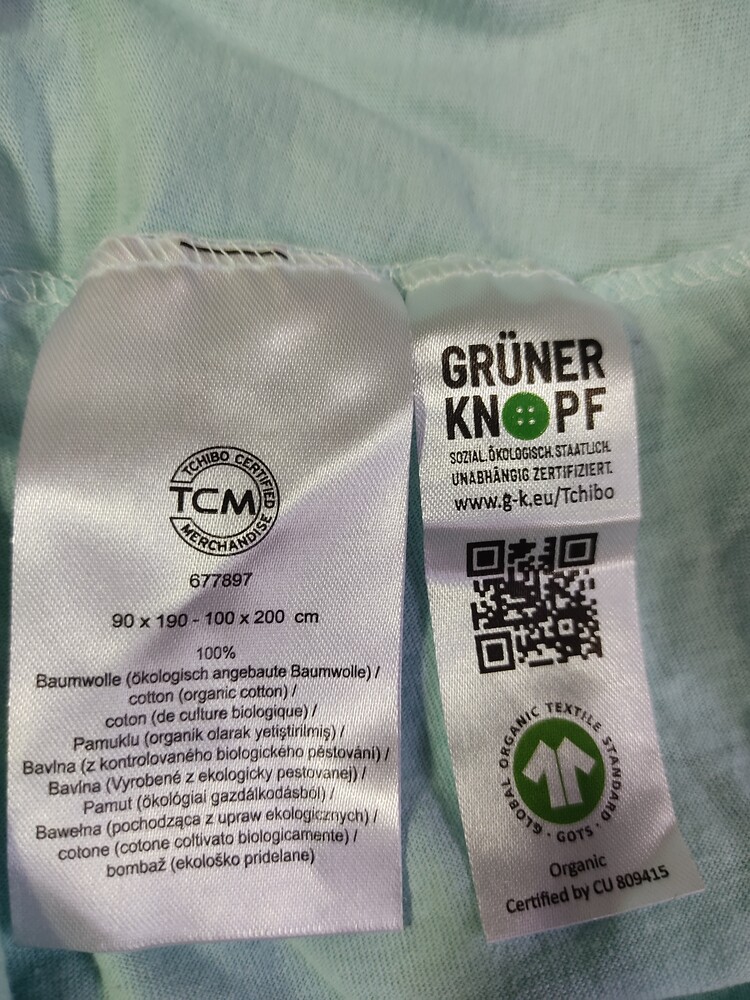 TCHIBO CERTIFIED
TCM
MERCHANDISE
677897
90 x 190 - 100 x 200 cm
100%
Baumwolle (ökologisch angebaute Baumwolle) /
cotton (organic cotton) /
coton (de culture biologique) /
Pamuklu (organik olarak yetiştirilmiş) /
Bavlna (z kontrolovaného biologického pěstování) /
Bavlna (Vyrobené z ekologicky pestovanej) /
Pamut (ökológiai gazdálkodásból) /
Bawełna (pochodząca z upraw ekologicznych) /
cotone (cotone coltivato biologicamente) /
bombaž (ekološko pridelane)
GRÜNER
KNOPF
SOZIAL.ÖKOLOGISCH.STAATLICH.
UNABHÄNGIG ZERTIFIZIERT.
www.g-k.eu/Tchibo
GLOBAL ORGANIC TEXTILE STANDARD
· GOTS ·
Organic
Certified by CU 809415